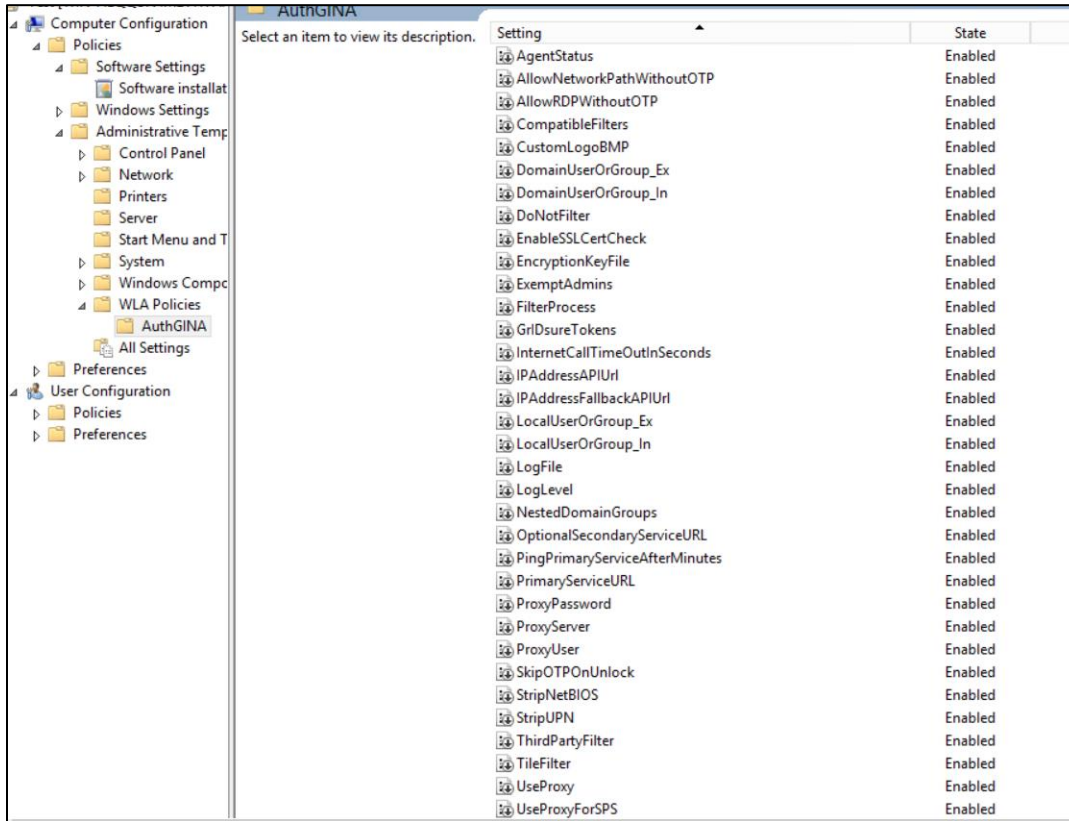 AuthGINA
Computer Configuration
Policies
Software Settings
Software installat
Windows Settings
Administrative Temp
Control Panel
Network
Printers
Server
Start Menu and T
System
Windows Compc
WLA Policies
AuthGINA
All Settings
Preferences
User Configuration
Policies
Preferences
Select an item to view its description.
Setting State
AgentStatus Enabled
AllowNetworkPathWithoutOTP Enabled
AllowRDPWithoutOTP Enabled
CompatibleFilters Enabled
CustomLogoBMP Enabled
DomainUserOrGroup_Ex Enabled
DomainUserOrGroup_In Enabled
DoNotFilter Enabled
EnableSSLCertCheck Enabled
EncryptionKeyFile Enabled
ExemptAdmins Enabled
FilterProcess Enabled
GrIDsureTokens Enabled
InternetCallTimeOutInSeconds Enabled
IPAddressAPIUrl Enabled
IPAddressFallbackAPIUrl Enabled
LocalUserOrGroup_Ex Enabled
LocalUserOrGroup_In Enabled
LogFile Enabled
LogLevel Enabled
NestedDomainGroups Enabled
OptionalSecondaryServiceURL Enabled
PingPrimaryServiceAfterMinutes Enabled
PrimaryServiceURL Enabled
ProxyPassword Enabled
ProxyServer Enabled
ProxyUser Enabled
SkipOTPOnUnlock Enabled
StripNetBIOS Enabled
StripUPN Enabled
ThirdPartyFilter Enabled
TileFilter Enabled
UseProxy Enabled
UseProxyForSPS Enabled